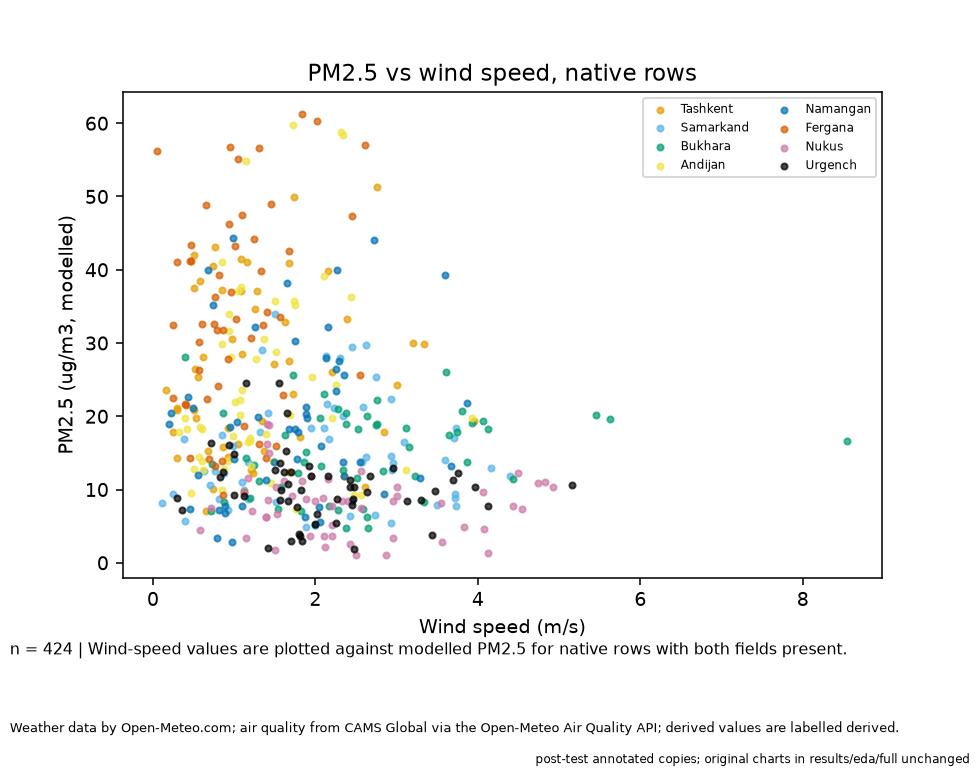 PM2.5 vs wind speed, native rows
PM2.5 (ug/m3, modelled)
60
50
40
30
20
10
0
Tashkent
Samarkand
Bukhara
Andijan
Namangan
Fergana
Nukus
Urgench
0 2 4 6 8
Wind speed (m/s)
n = 424 | Wind-speed values are plotted against modelled PM2.5 for native rows with both fields present.
Weather data by Open-Meteo.com; air quality from CAMS Global via the Open-Meteo Air Quality API; derived values are labelled derived.
post-test annotated copies; original charts in results/eda/full unchanged